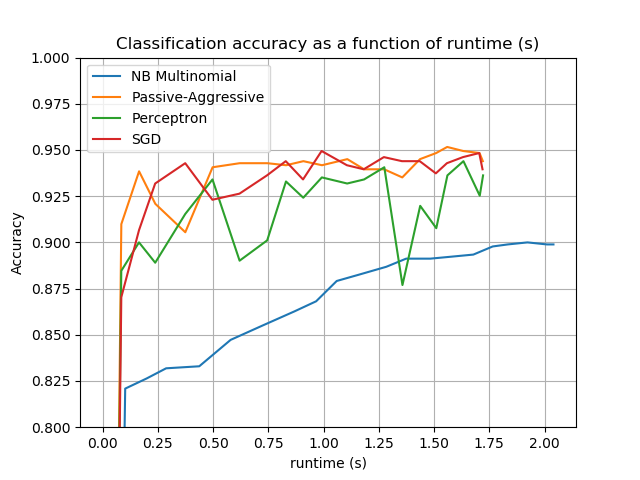 Classification accuracy as a function of runtime (s)
1.000
0.975
0.950
0.925
0.900
0.875
0.850
0.825
0.800
Accuracy
NB Multinomial
Passive-Aggressive
Perceptron
SGD
0.00 0.25 0.50 0.75 1.00 1.25 1.50 1.75 2.00
runtime (s)